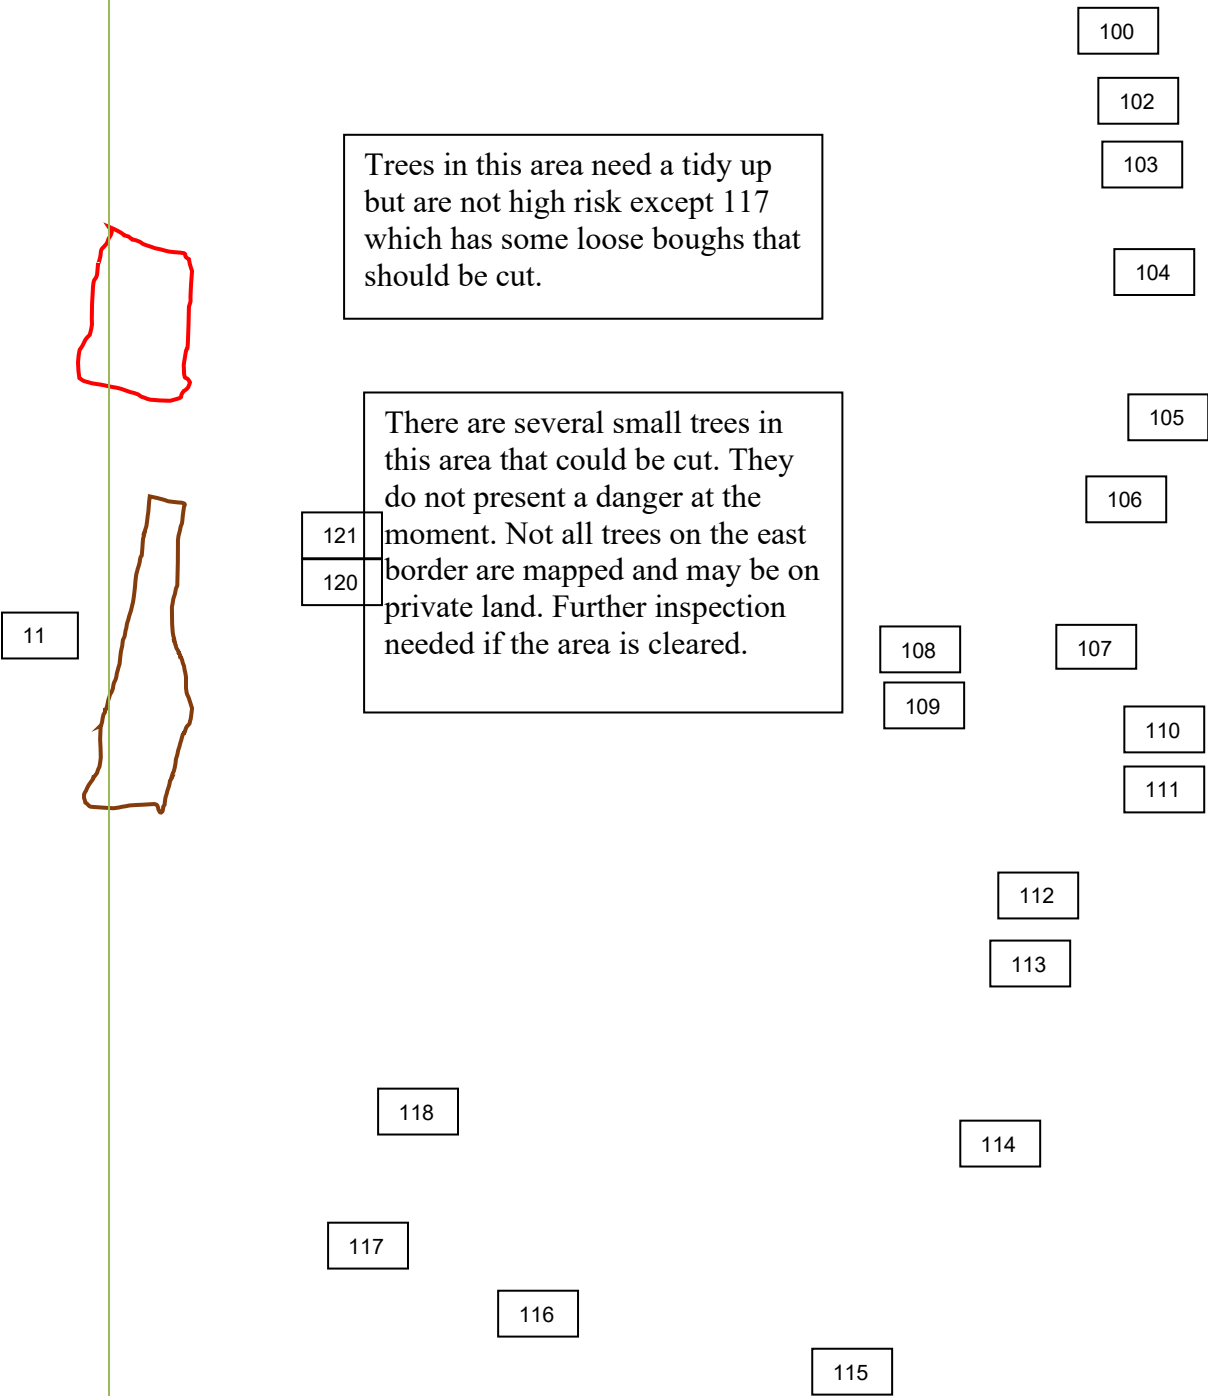 100
102
103
Trees in this area need a tidy up
but are not high risk except 117
which has some loose boughs that
should be cut.
104
There are several small trees in
this area that could be cut. They
do not present a danger at the
moment. Not all trees on the east
border are mapped and may be on
private land. Further inspection
needed if the area is cleared.
105
106
121
120
11
108
107
109
110
111
112
113
118
114
117
116
115